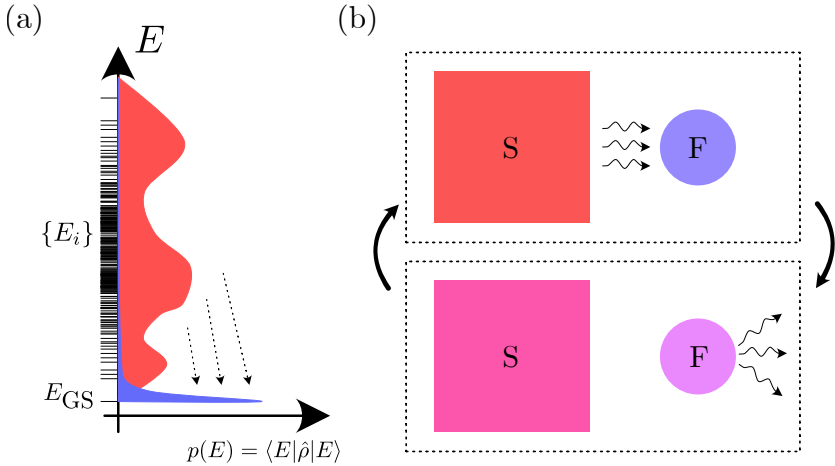 (a)
E
{E_i}
E_GS
p(E) = ⟨E|ρ̂|E⟩
(b)
S
F
S
F